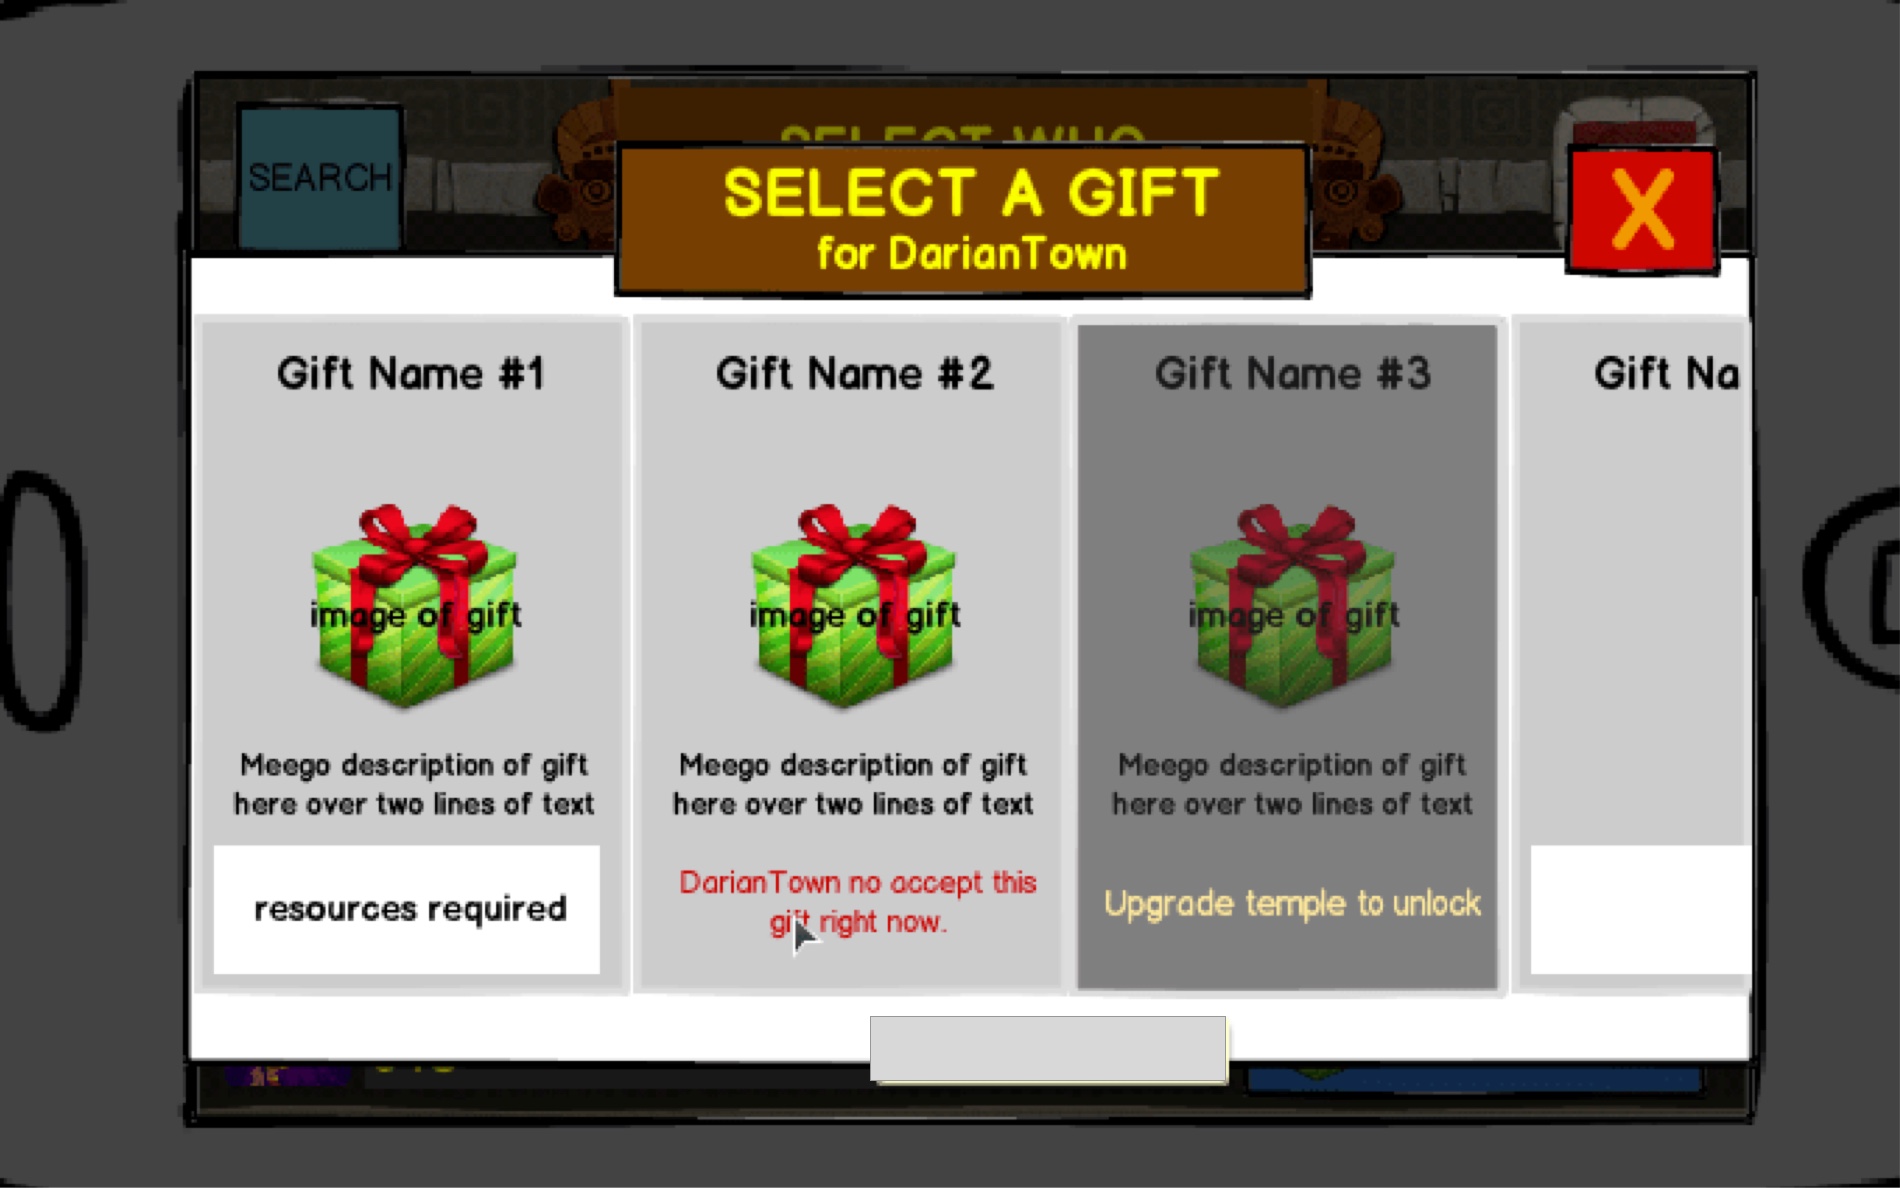 SELECT WHO
SEARCH
SELECT A GIFT
for DarianTown
X
Gift Name #1
Gift Name #2
Gift Name #3
Gift Na
image of gift
image of gift
image of gift
Meego description of gift
here over two lines of text
Meego description of gift
here over two lines of text
Meego description of gift
here over two lines of text
resources required
DarianTown no accept this
gift right now.
Upgrade temple to unlock